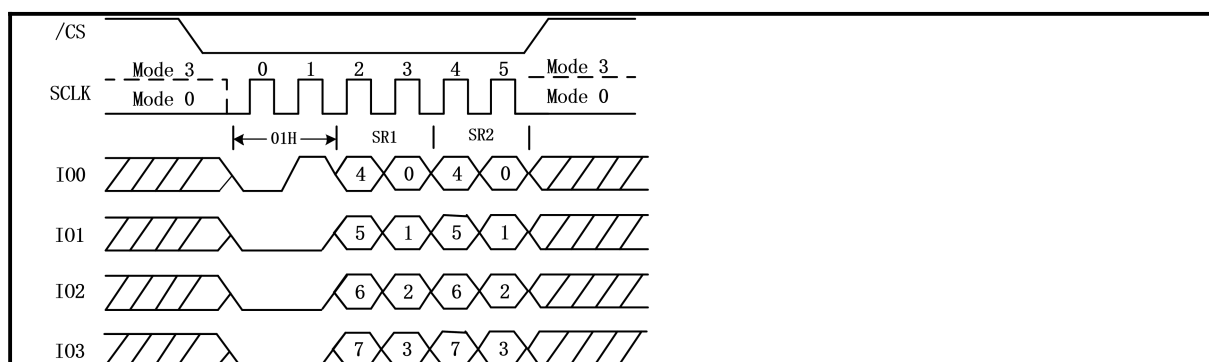 /CS
Mode 3 0 1 2 3 4 5 Mode 3
SCLK
Mode 0 Mode 0
01H SR1 SR2
IO0 4 0 4 0
IO1 5 1 5 1
IO2 6 2 6 2
IO3 7 3 7 3